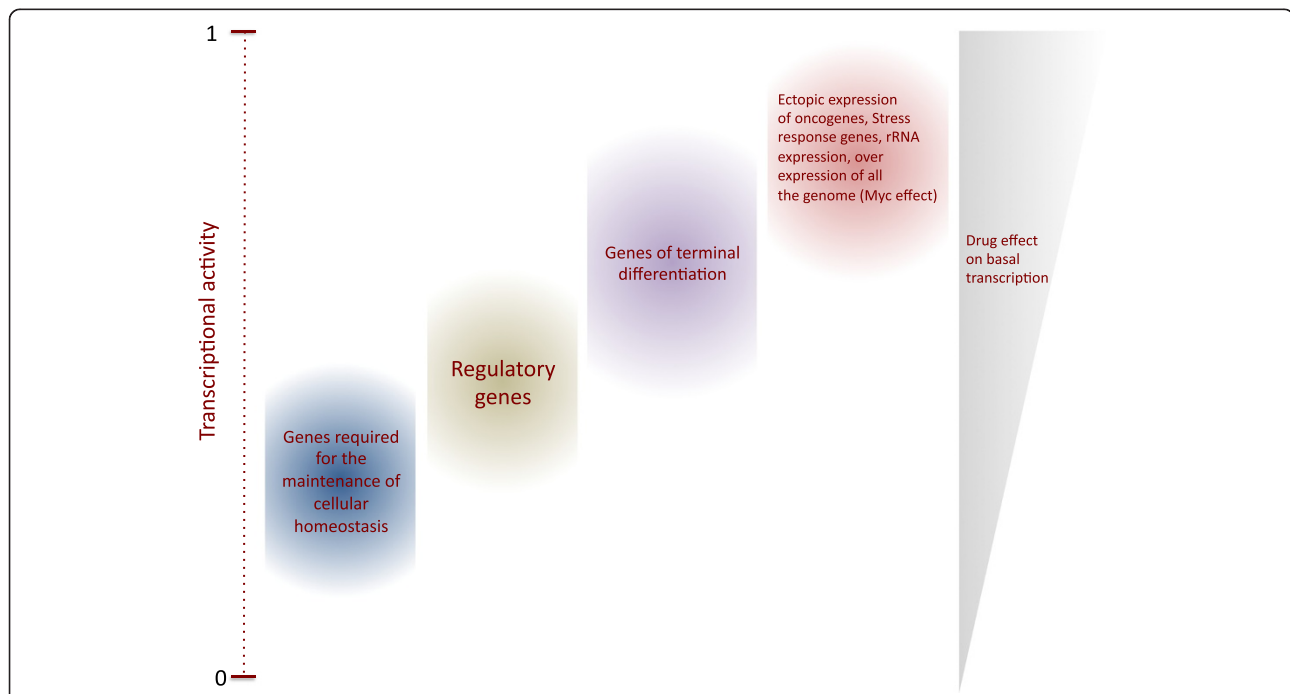 1
Transcriptional activity
0
Genes required
for the
maintenance of
cellular
homeostasis
Regulatory
genes
Genes of terminal
differentiation
Ectopic expression
of oncogenes, Stress
response genes, rRNA
expression, over
expression of all
the genome (Myc effect)
Drug effect
on basal
transcription